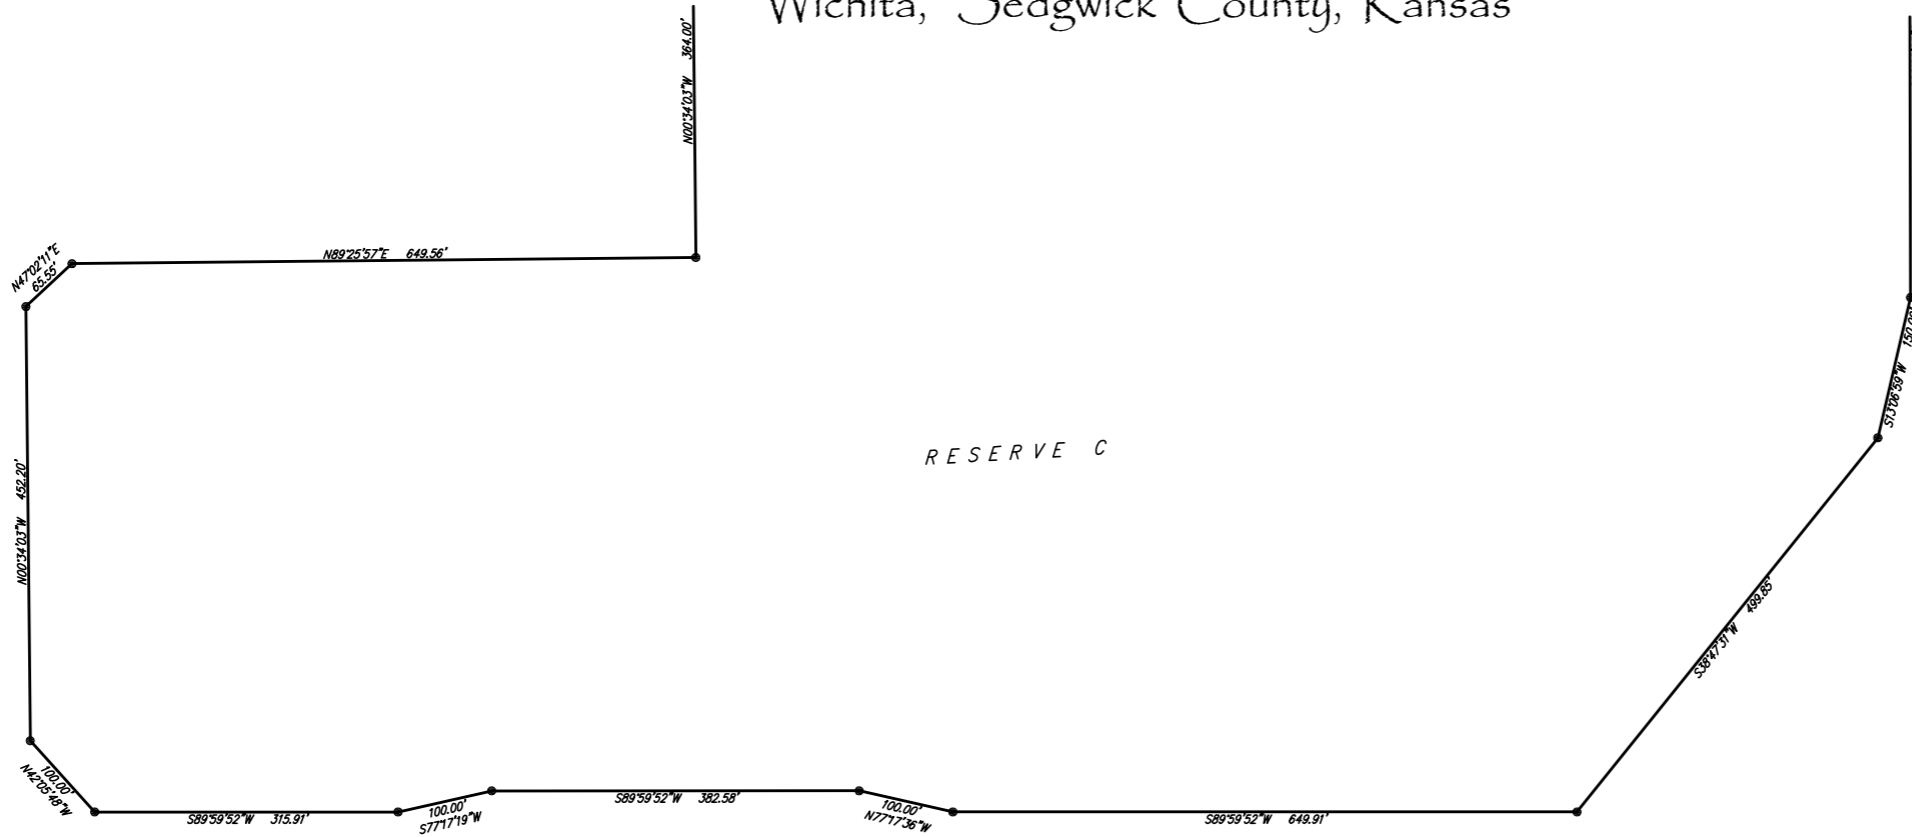 Wichita, Sedgwick County, Kansas
N00°34'03"W 364.00'
N89°25'57"E 649.56'
N47°02'11"E
65.55'
S13°06'59"W 150.00'
RESERVE C
N00°34'03"W 452.20'
S38°47'31"W 499.85'
100.00'
N42°05'48"W
S89°59'52"W 315.91'
100.00'
S77°17'19"W
S89°59'52"W 382.58'
100.00'
N77°17'36"W
S89°59'52"W 649.91'